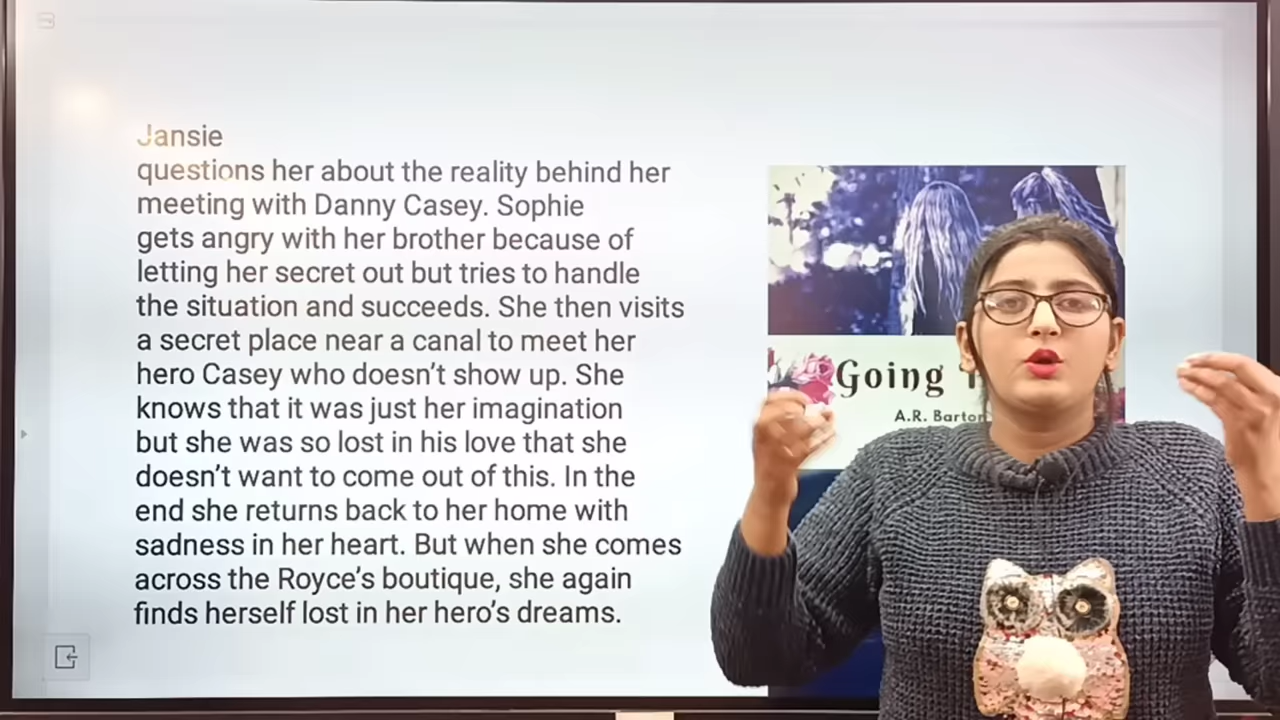 Jansie
questions her about the reality behind her
meeting with Danny Casey. Sophie
gets angry with her brother because of
letting her secret out but tries to handle
the situation and succeeds. She then visits
a secret place near a canal to meet her
hero Casey who doesn't show up. She
knows that it was just her imagination
but she was so lost in his love that she
doesn't want to come out of this. In the
end she returns back to her home with
sadness in her heart. But when she comes
across the Royce's boutique, she again
finds herself lost in her hero's dreams.
Going
A.R. Barton